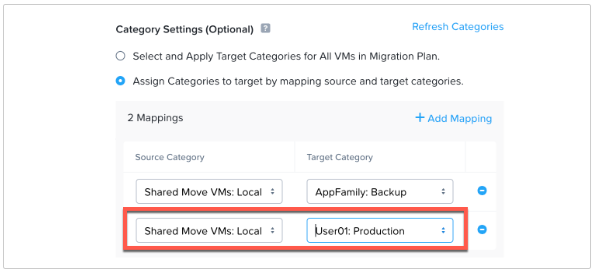 Category Settings (Optional) ? Refresh Categories
Select and Apply Target Categories for All VMs in Migration Plan.
Assign Categories to target by mapping source and target categories.
2 Mappings + Add Mapping
Source Category Target Category
Shared Move VMs: Local AppFamily: Backup
Shared Move VMs: Local User01: Production